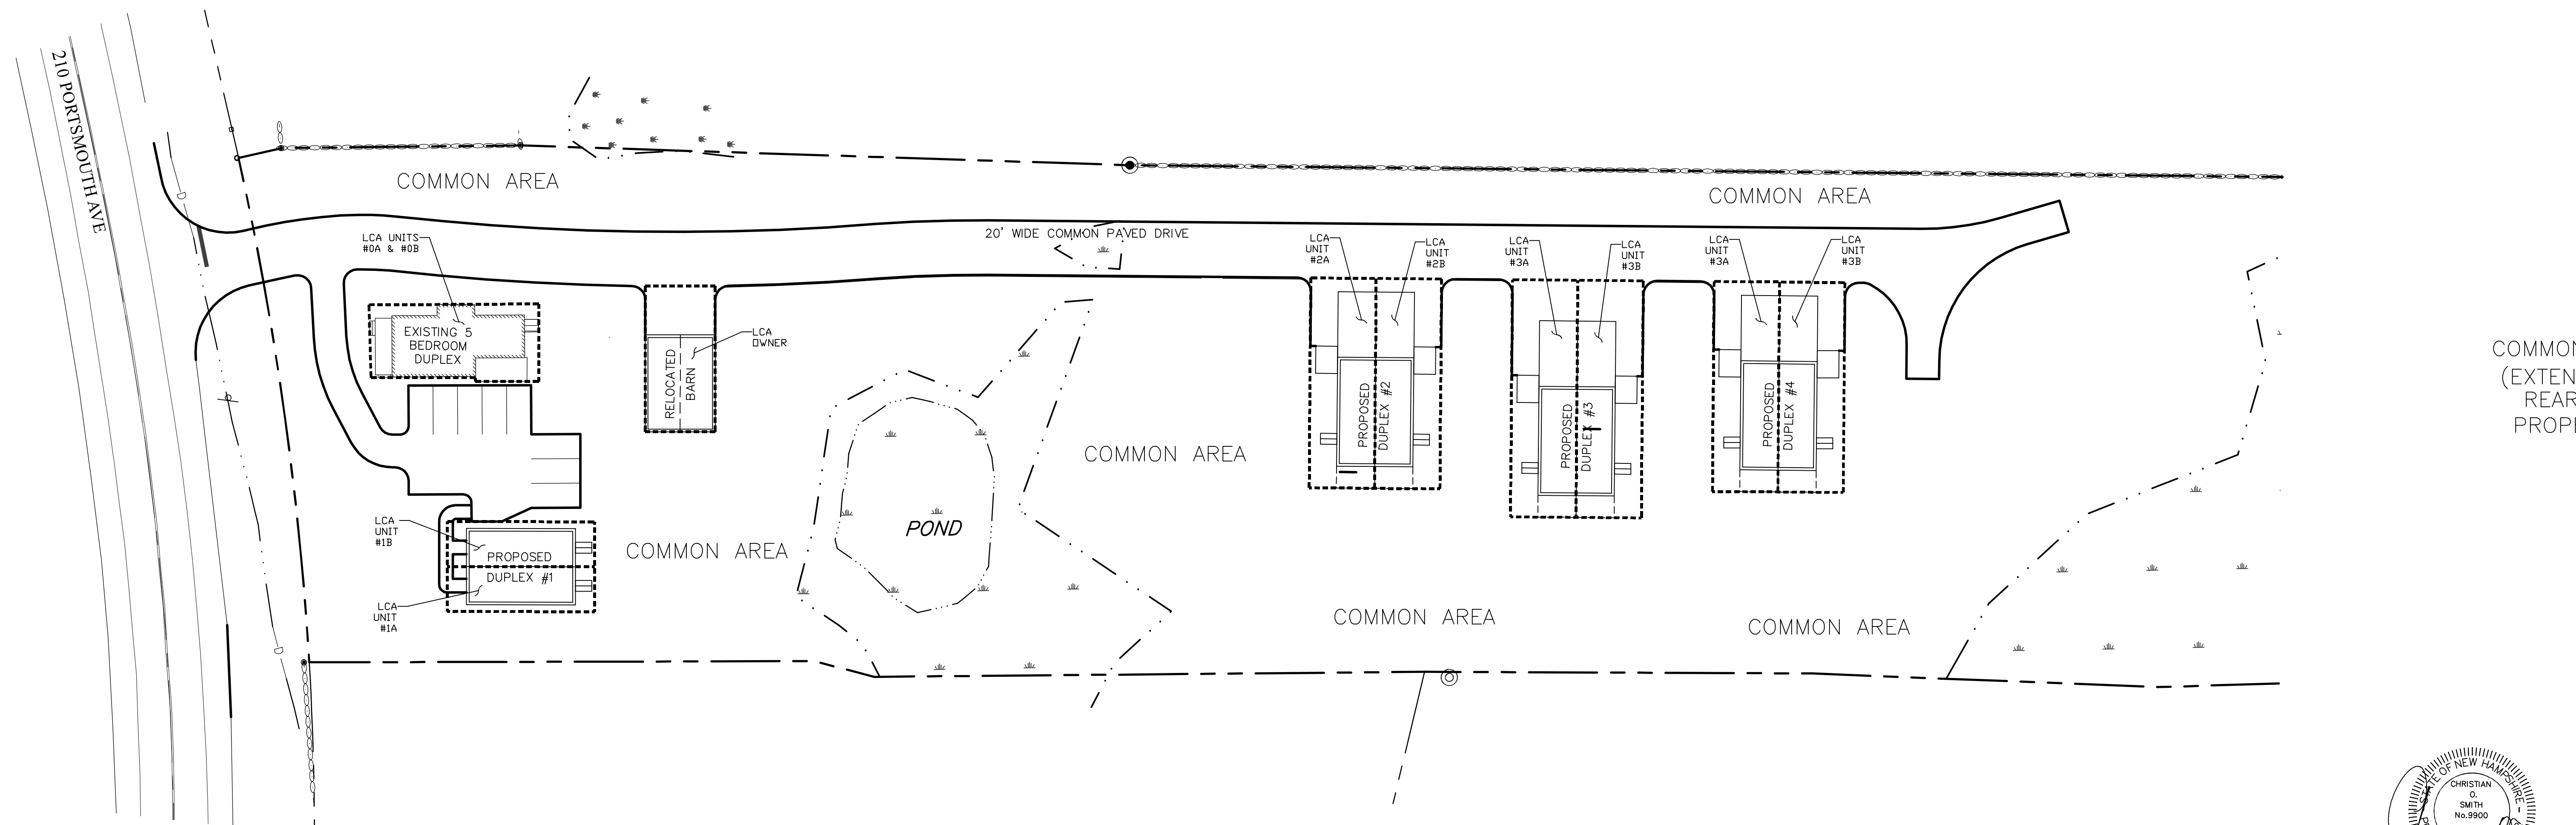 210 PORTSMOUTH AVE
COMMON AREA
COMMON AREA
20' WIDE COMMON PAVED DRIVE
LCA UNITS
#0A & #0B
LCA
UNIT
#2A
LCA
UNIT
#2B
LCA
UNIT
#3A
LCA
UNIT
#3B
LCA
UNIT
#3A
LCA
UNIT
#3B
EXISTING 5
BEDROOM
DUPLEX
LCA
OWNER
RELOCATED
BARN
PROPOSED
DUPLEX #2
PROPOSED
DUPLEX #3
PROPOSED
DUPLEX #4
COMMON
(EXTEN
REAR
PROPE
COMMON AREA
POND
LCA
UNIT
#1B
COMMON AREA
PROPOSED
DUPLEX #1
LCA
UNIT
#1A
COMMON AREA
COMMON AREA
STATE OF NEW HAMPSHIRE
CHRISTIAN
O.
SMITH
No.9900